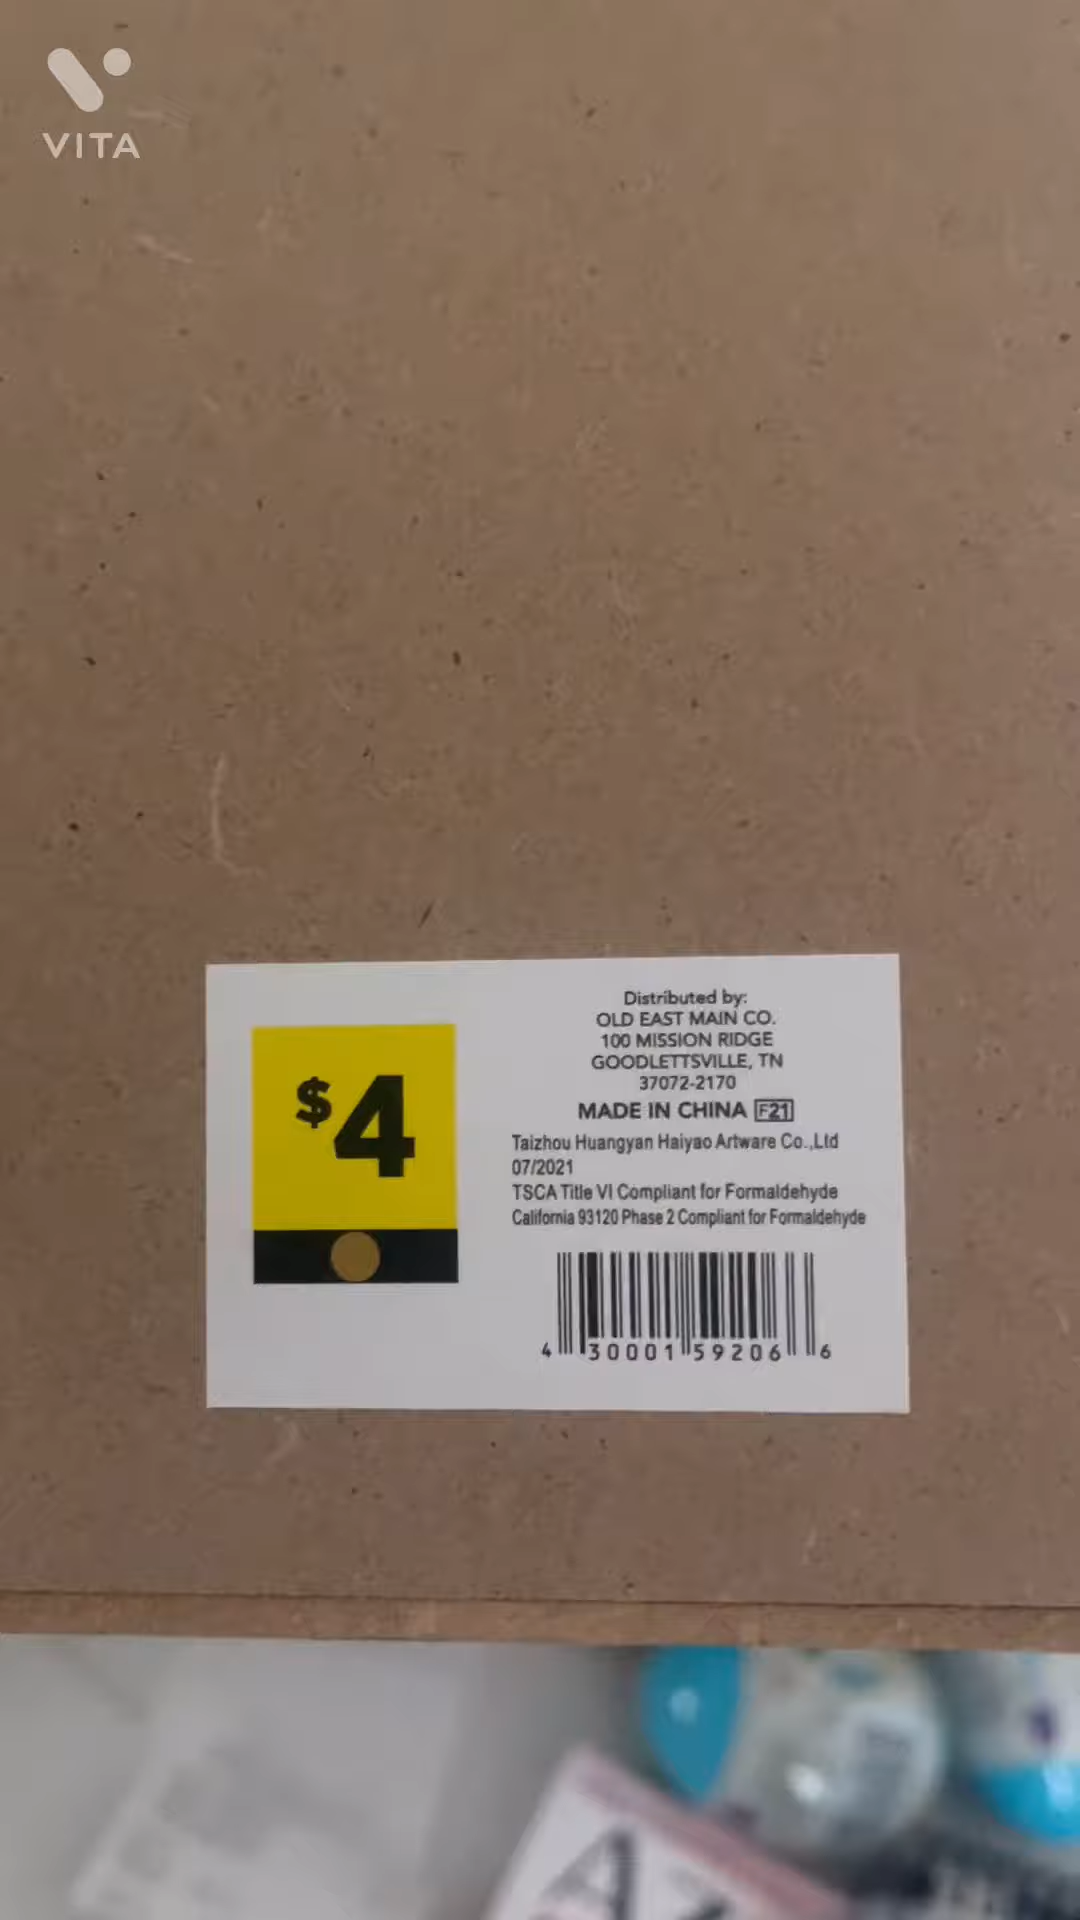 VITA
$4
Distributed by:
OLD EAST MAIN CO.
100 MISSION RIDGE
GOODLETTSVILLE, TN
37072-2170
MADE IN CHINA F21
Taizhou Huangyan Haiyao Artware Co.,Ltd
07/2021
TSCA Title VI Compliant for Formaldehyde
California 93120 Phase 2 Compliant for Formaldehyde
4 30001 59206 6